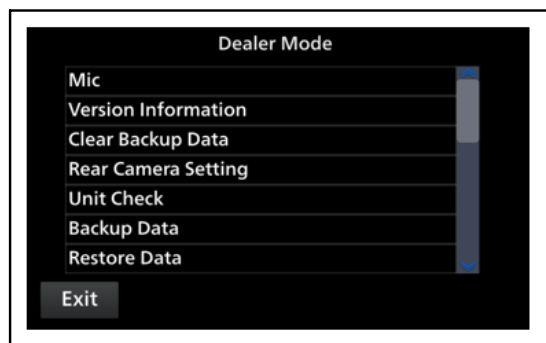 Dealer Mode
Mic
Version Information
Clear Backup Data
Rear Camera Setting
Unit Check
Backup Data
Restore Data
Exit